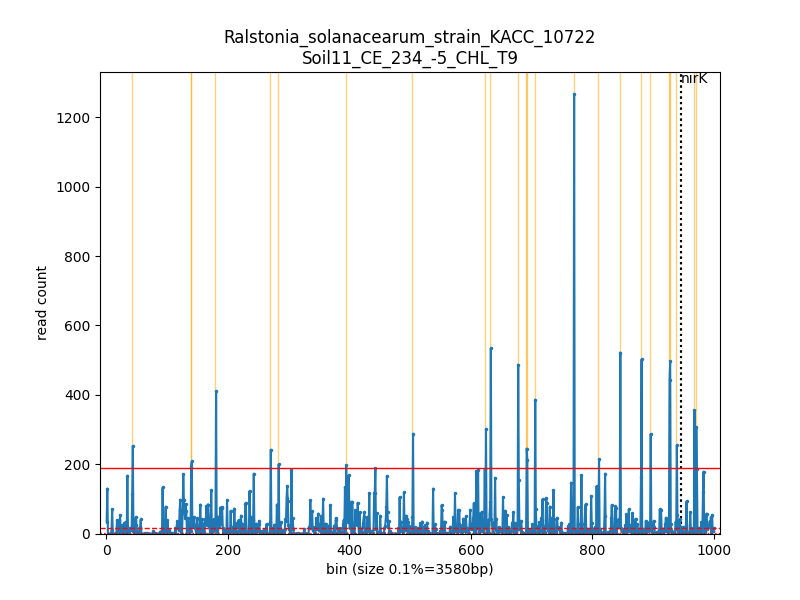 Ralstonia_solanacearum_strain_KACC_10722
Soil11_CE_234_-5_CHL_T9
nirK
1200
1000
800
600
400
200
0
read count
0 200 400 600 800 1000
bin (size 0.1%=3580bp)